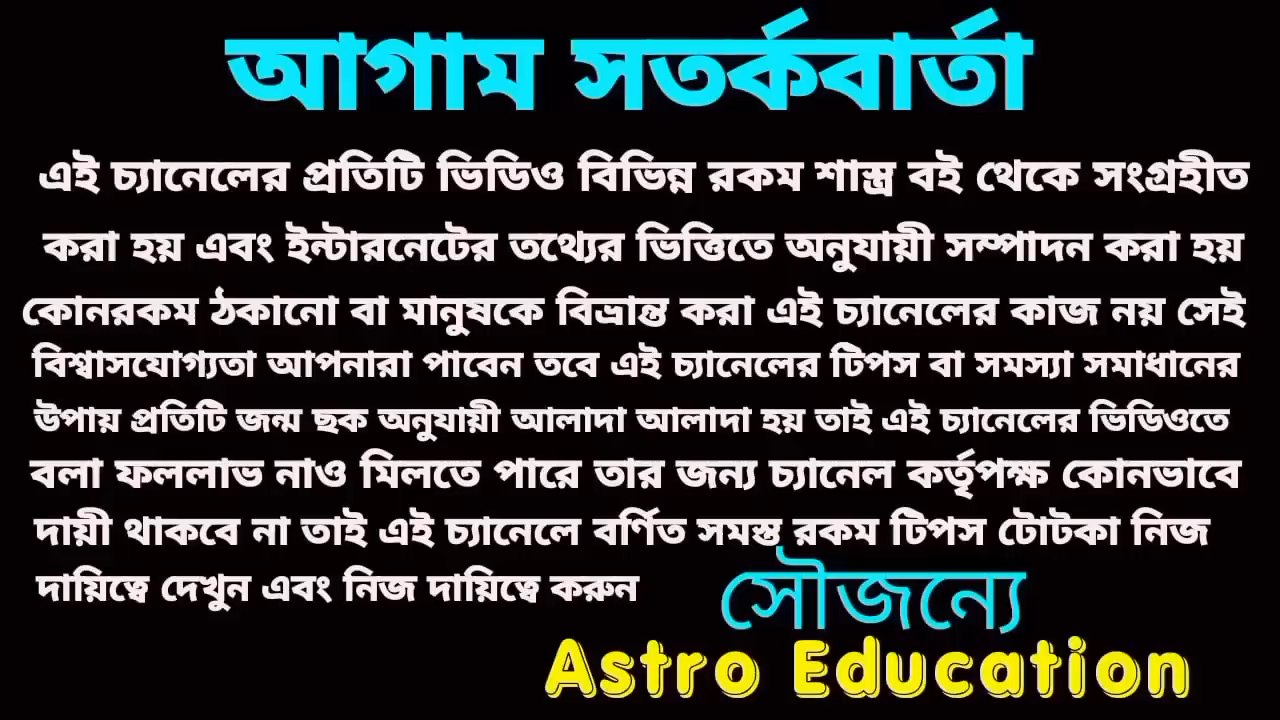 আগাম সতর্কবার্তা
এই চ্যানেলের প্রতিটি ভিডিও বিভিন্ন রকম শাস্ত্র বই থেকে সংগ্রহীত
করা হয় এবং ইন্টারনেটের তথ্যের ভিত্তিতে অনুযায়ী সম্পাদন করা হয়
কোনরকম ঠকানো বা মানুষকে বিভ্রান্ত করা এই চ্যানেলের কাজ নয় সেই
বিশ্বাসযোগ্যতা আপনারা পাবেন তবে এই চ্যানেলের টিপস বা সমস্যা সমাধানের
উপায় প্রতিটি জন্ম ছক অনুযায়ী আলাদা আলাদা হয় তাই এই চ্যানেলের ভিডিওতে
বলা ফললাভ নাও মিলতে পারে তার জন্য চ্যানেল কর্তৃপক্ষ কোনভাবে
দায়ী থাকবে না তাই এই চ্যানেলে বর্ণিত সমস্ত রকম টিপস টোটকা নিজ
দায়িত্বে দেখুন এবং নিজ দায়িত্বে করুন
সৌজন্যে
Astro Education